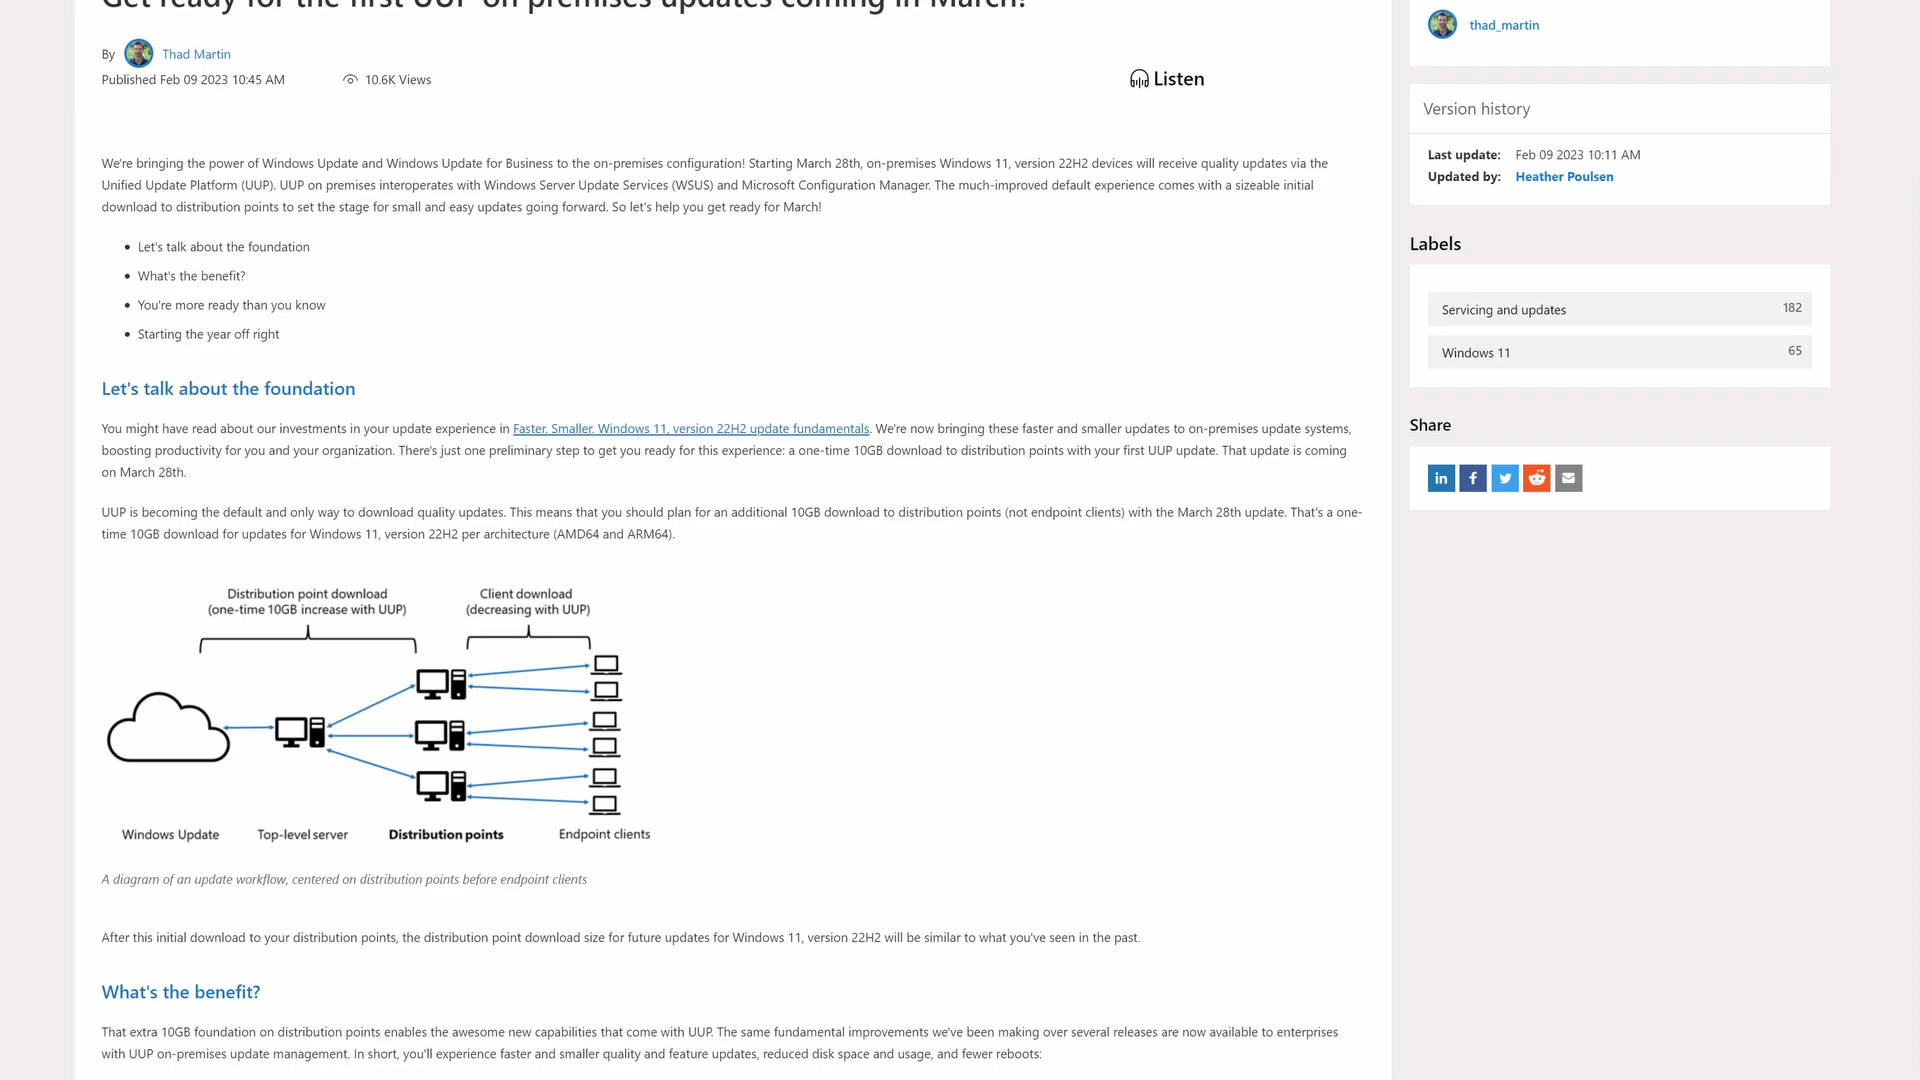 Get ready for the first UUP on premises updates coming in March!
By Thad Martin
Published Feb 09 2023 10:45 AM 10.6K Views
Listen
We're bringing the power of Windows Update and Windows Update for Business to the on-premises configuration! Starting March 28th, on-premises Windows 11, version 22H2 devices will receive quality updates via the
Unified Update Platform (UUP). UUP on premises interoperates with Windows Server Update Services (WSUS) and Microsoft Configuration Manager. The much-improved default experience comes with a sizeable initial
download to distribution points to set the stage for small and easy updates going forward. So let's help you get ready for March!
• Let's talk about the foundation
• What's the benefit?
• You're more ready than you know
• Starting the year off right
Let's talk about the foundation
You might have read about our investments in your update experience in Faster. Smaller. Windows 11, version 22H2 update fundamentals. We're now bringing these faster and smaller updates to on-premises update systems,
boosting productivity for you and your organization. There's just one preliminary step to get you ready for this experience: a one-time 10GB download to distribution points with your first UUP update. That update is coming
on March 28th.
UUP is becoming the default and only way to download quality updates. This means that you should plan for an additional 10GB download to distribution points (not endpoint clients) with the March 28th update. That's a one-
time 10GB download for updates for Windows 11, version 22H2 per architecture (AMD64 and ARM64).
Distribution point download
(one-time 10GB increase with UUP)
Client download
(decreasing with UUP)
Windows Update
Top-level server
Distribution points
Endpoint clients
A diagram of an update workflow, centered on distribution points before endpoint clients
After this initial download to your distribution points, the distribution point download size for future updates for Windows 11, version 22H2 will be similar to what you've seen in the past.
What's the benefit?
That extra 10GB foundation on distribution points enables the awesome new capabilities that come with UUP. The same fundamental improvements we've been making over several releases are now available to enterprises
with UUP on-premises update management. In short, you'll experience faster and smaller quality and feature updates, reduced disk space and usage, and fewer reboots:
thad_martin
Version history
Last update: Feb 09 2023 10:11 AM
Updated by: Heather Poulsen
Labels
Servicing and updates 182
Windows 11 65
Share
in f